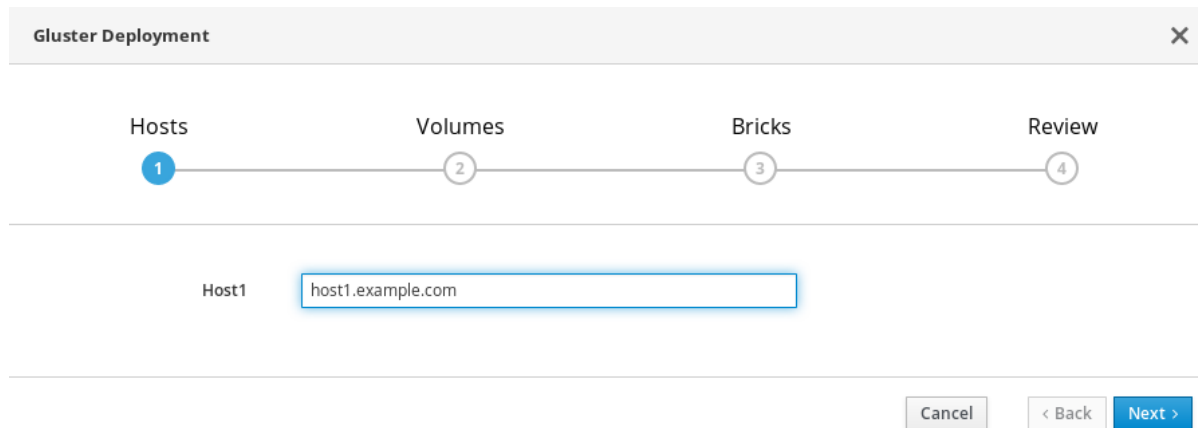 Gluster Deployment ×
Hosts Volumes Bricks Review
1 2 3 4
Host1 host1.example.com
Cancel < Back Next >